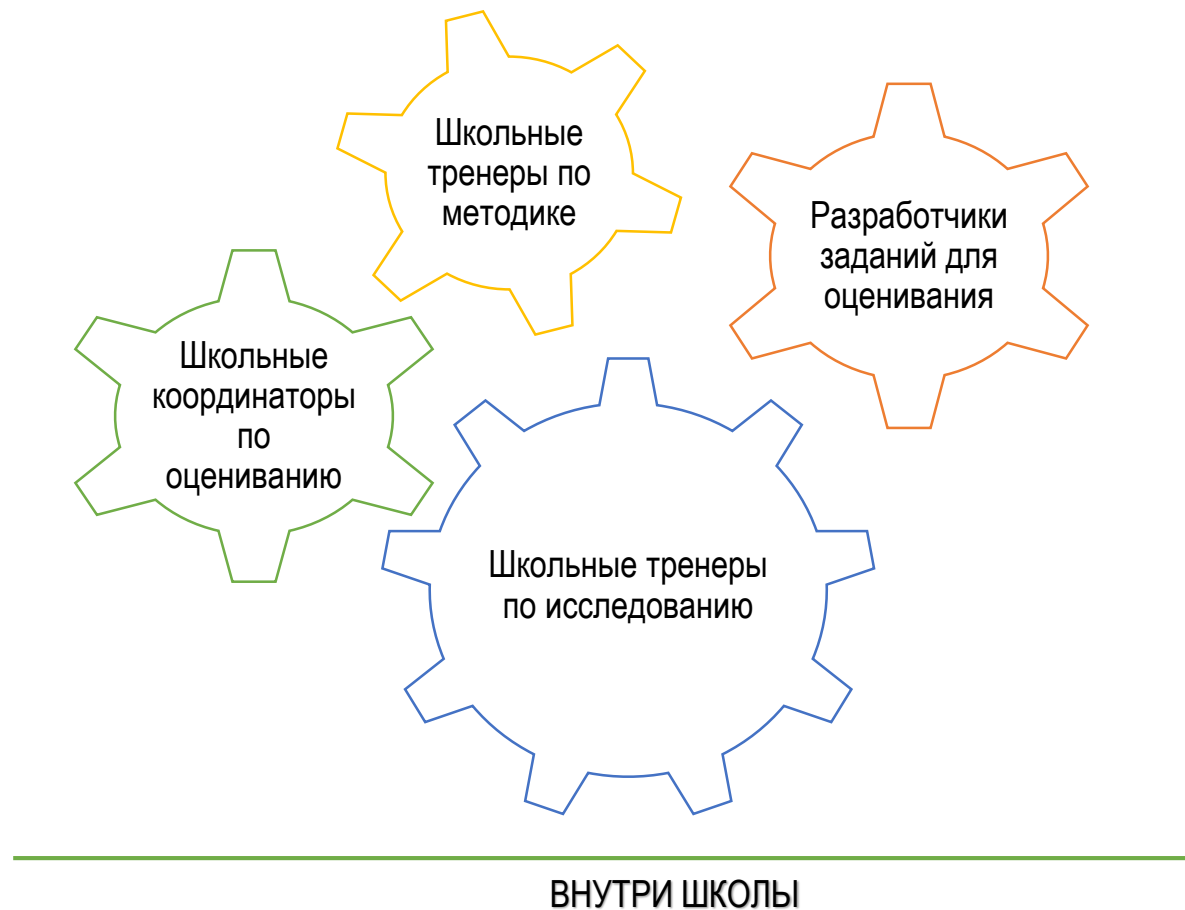 Школьные
тренеры по
методике
Разработчики
заданий для
оценивания
Школьные
координаторы
по
оцениванию
Школьные тренеры
по исследованию
ВНУТРИ ШКОЛЫ